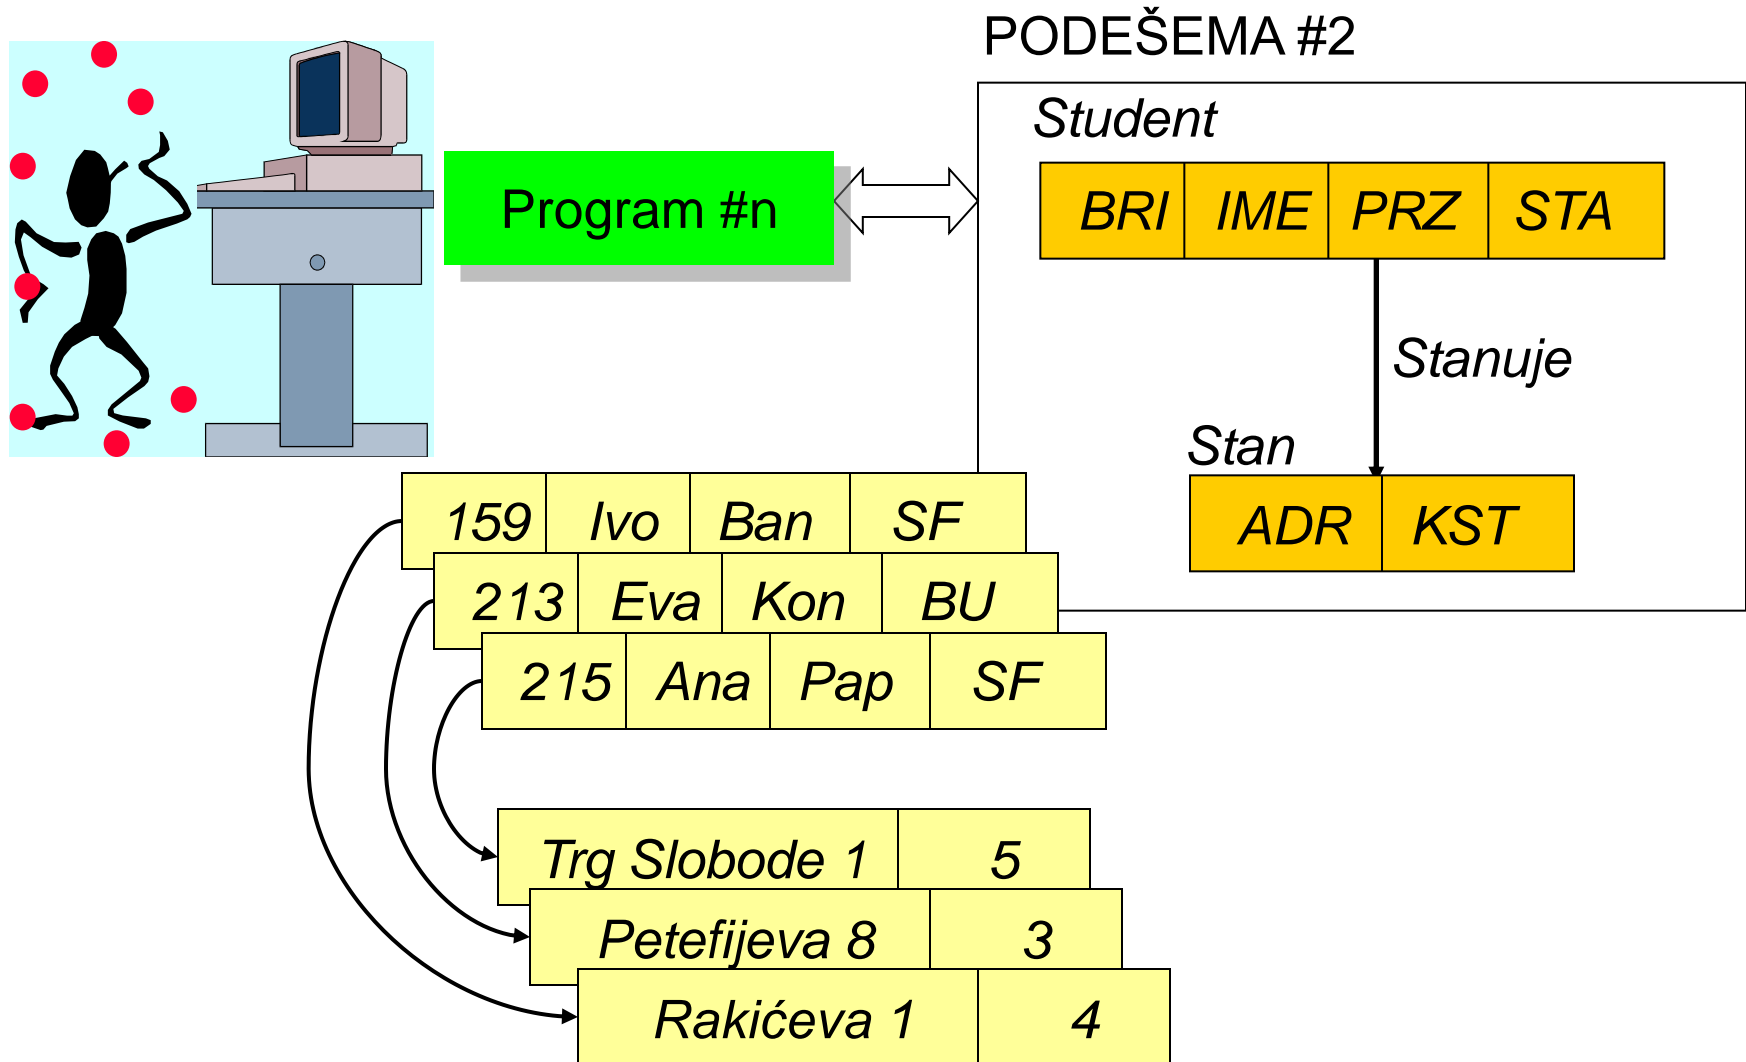 PODEŠEMA #2
Student
Program #n
BRI IME PRZ STA
Stanuje
Stan
ADR KST
159 Ivo Ban SF
213 Eva Kon BU
215 Ana Pap SF
Trg Slobode 1 5
Petefijeva 8 3
Rakićeva 1 4